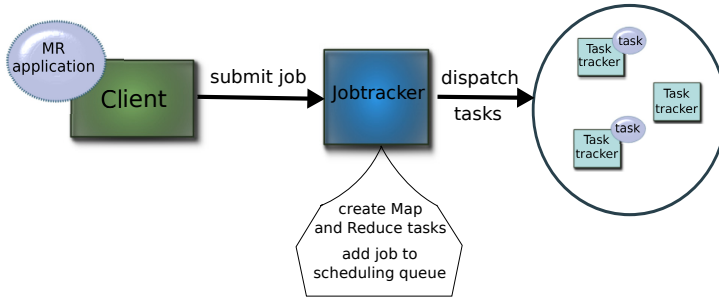 MR
application
Client
submit job
Jobtracker
dispatch
tasks
create Map
and Reduce tasks
add job to
scheduling queue
Task
tracker
task
Task
tracker
Task
tracker
task